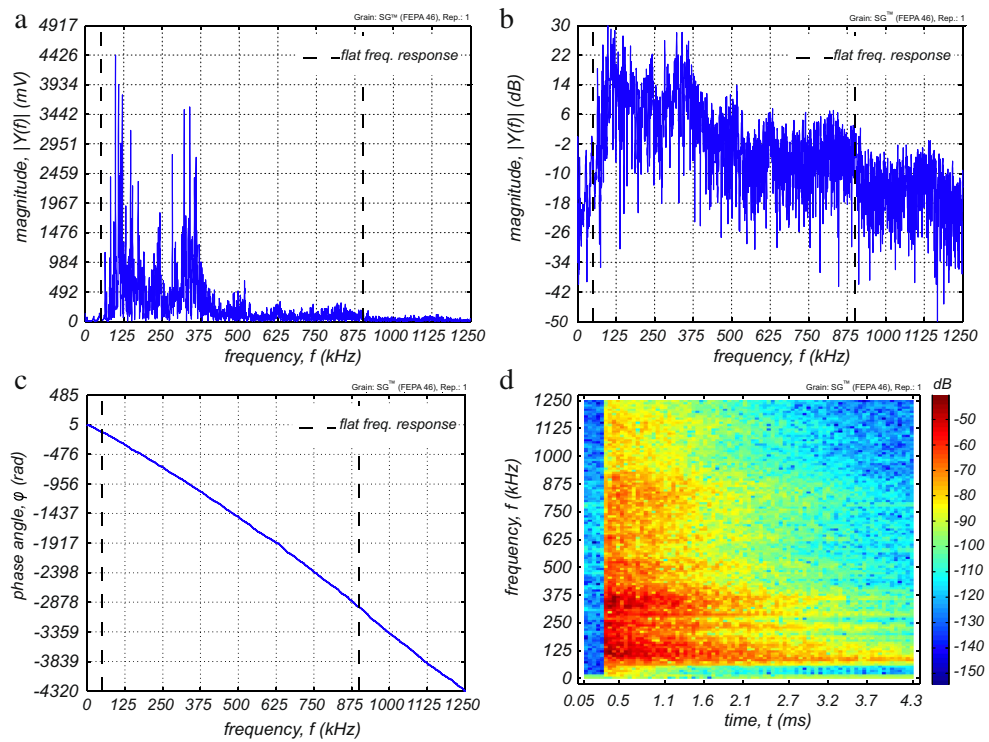 a
Grain: SG™ (FEPA 46), Rep.: 1
4917
4426
3934
3442
2951
2459
1967
1476
984
492
0
magnitude, |Y(f)| (mV)
flat freq. response
0 125 250 375 500 625 750 875 1000 1125 1250
frequency, f (kHz)
b
Grain: SG™ (FEPA 46), Rep.: 1
30
22
14
6
-2
-10
-18
-26
-34
-42
-50
magnitude, |Y(f)| (dB)
flat freq. response
0 125 250 375 500 625 750 875 1000 1125 1250
frequency, f (kHz)
c
Grain: SG™ (FEPA 46), Rep.: 1
485
5
-476
-956
-1437
-1917
-2398
-2878
-3359
-3839
-4320
phase angle, φ (rad)
flat freq. response
0 125 250 375 500 625 750 875 1000 1125 1250
frequency, f (kHz)
d
Grain: SG™ (FEPA 46), Rep.: 1
dB
1250
1125
1000
875
750
625
500
375
250
125
0
frequency, f (kHz)
0.05 0.5 1.1 1.6 2.1 2.7 3.2 3.7 4.3
time, t (ms)
-50
-60
-70
-80
-90
-100
-110
-120
-130
-140
-150